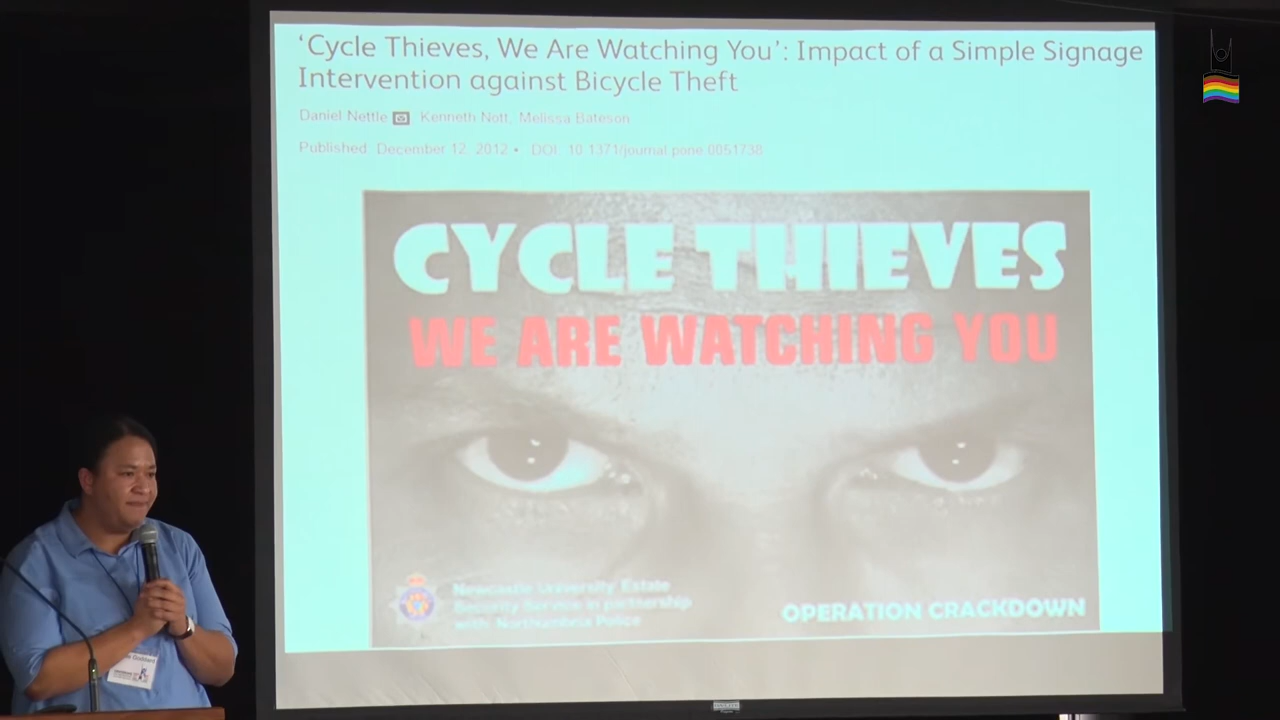 'Cycle Thieves, We Are Watching You': Impact of a Simple Signage
Intervention against Bicycle Theft
Daniel Nettle Kenneth Nott, Melissa Bateson
Published: December 12, 2012 • DOI: 10.1371/journal.pone.0051738
CYCLE THIEVES
WE ARE WATCHING YOU
Newcastle University Estate
Security Service in partnership
with Northumbria Police
OPERATION CRACKDOWN